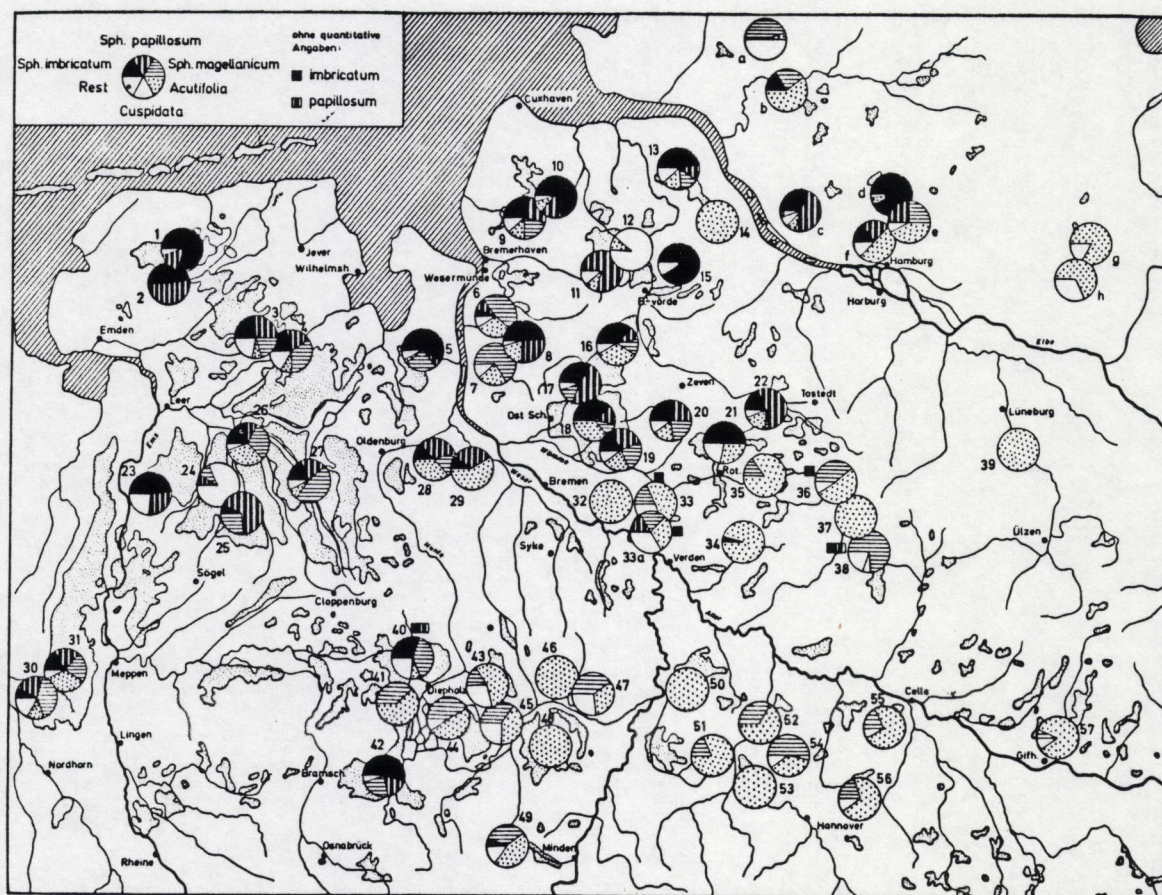 Sph. papillosum
Sph. imbricatum
Sph. magellanicum
Rest
Acutifolia
Cuspidata
ohne quantitative
Angaben:
imbricatum
papillosum
a
b
Cuxhaven
13
10
d
1
9
12
14
c
e
g
Jever
Bremerhaven
f
Hamburg
Wilhelmsh.
Wesermünde
11
15
h
2
6
B-vörde
Harburg
Emden
3
5
8
16
Elbe
7
Zeven
22
Tostedt
17
Leer
Ost Sch.
20
21
Lüneburg
26
18
Ems
27
Oldenburg
Wümme
19
39
23
24
28
29
Weser
Bremen
Rot.
35
36
32
33
25
37
Ülzen
Hunte
Syke
33a
Verden
34
38
Sögel
Cloppenburg
Aller
40
31
30
Meppen
43
46
41
Diepholz
47
50
Celle
55
45
52
57
Lingen
44
48
51
54
Gifh.
42
Nordhorn
Bramsch.
53
56
49
Hannover
Osnabrück
Minden
Rheine